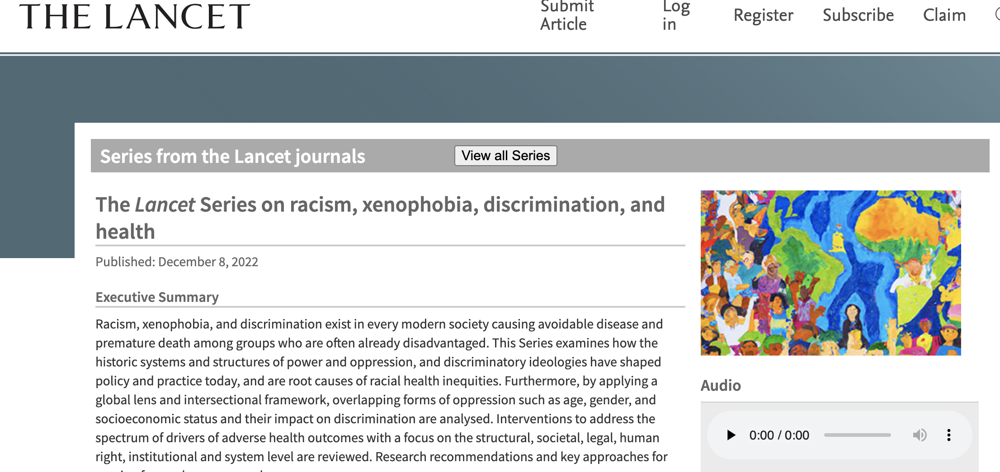 THE LANCET
Submit
Article
Log
in
Register
Subscribe
Claim
Series from the Lancet journals
View all Series
The Lancet Series on racism, xenophobia, discrimination, and
health
Published: December 8, 2022
Executive Summary
Racism, xenophobia, and discrimination exist in every modern society causing avoidable disease and
premature death among groups who are often already disadvantaged. This Series examines how the
historic systems and structures of power and oppression, and discriminatory ideologies have shaped
policy and practice today, and are root causes of racial health inequities. Furthermore, by applying a
global lens and intersectional framework, overlapping forms of oppression such as age, gender, and
socioeconomic status and their impact on discrimination are analysed. Interventions to address the
spectrum of drivers of adverse health outcomes with a focus on the structural, societal, legal, human
right, institutional and system level are reviewed. Research recommendations and key approaches for
Audio
0:00 / 0:00